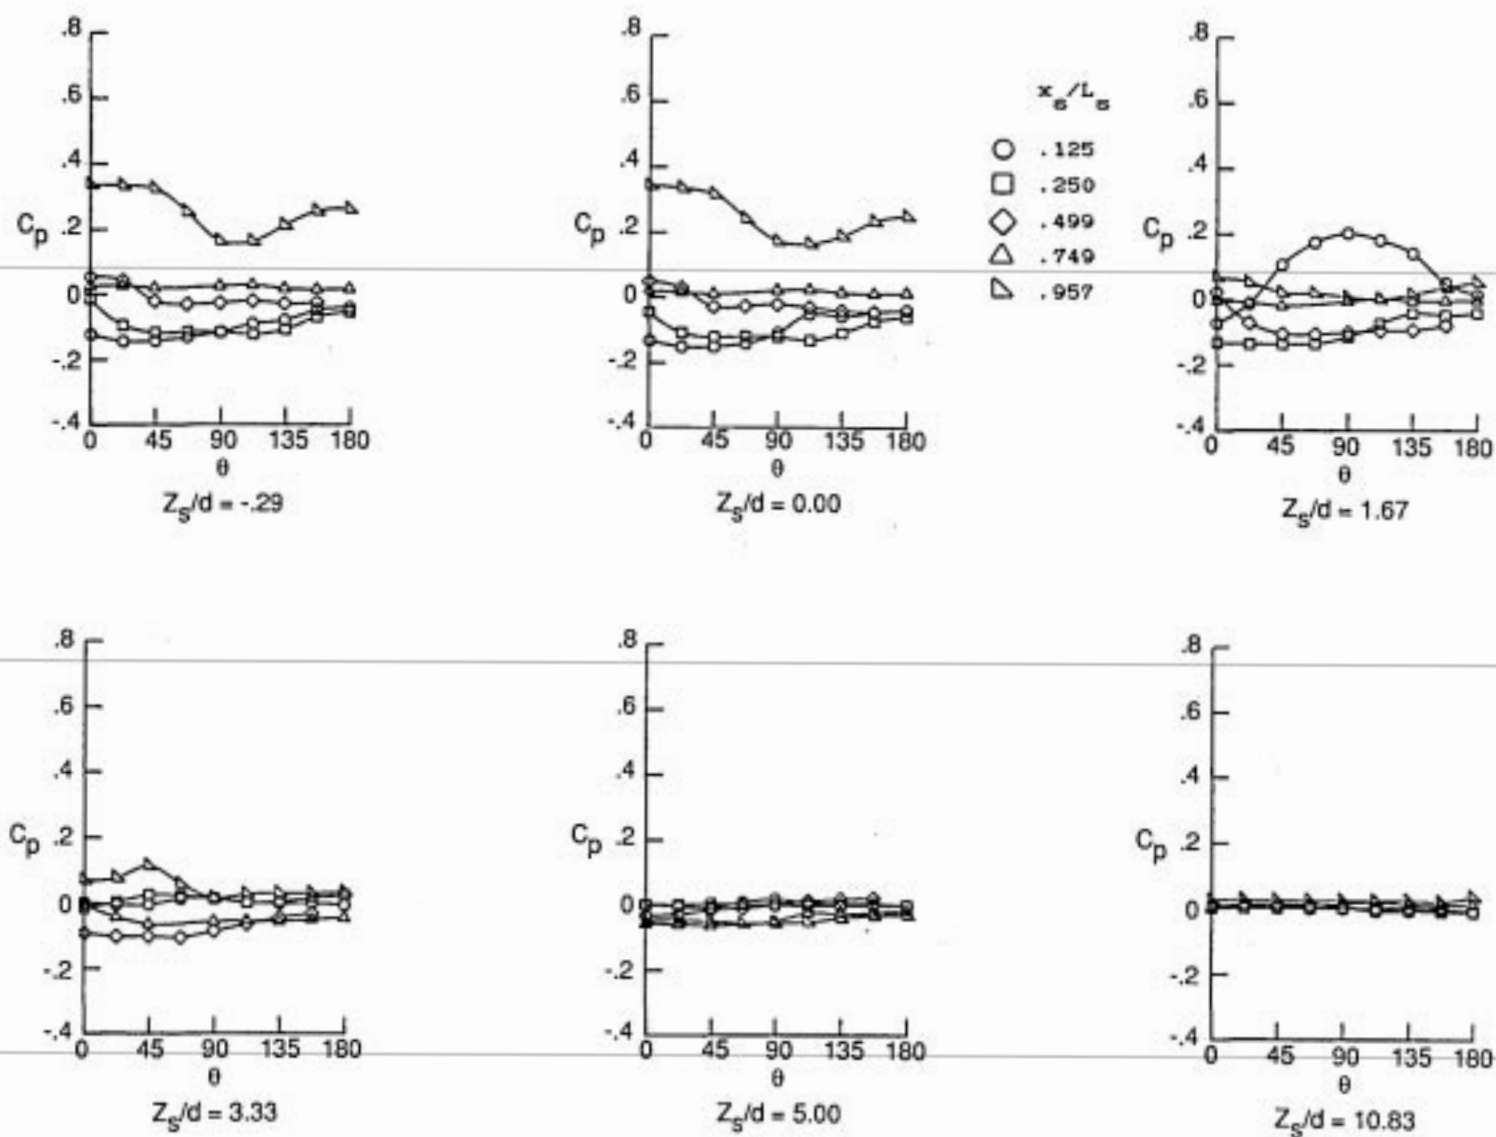 .8
.6
.4
Cp .2
0
-.2
-.4
0 45 90 135 180
θ
Zs/d = -.29
.8
.6
.4
Cp .2
0
-.2
-.4
0 45 90 135 180
θ
Zs/d = 0.00
xs/Ls
.125
.250
.499
.749
.957
.8
.6
.4
Cp .2
0
-.2
-.4
0 45 90 135 180
θ
Zs/d = 1.67
.8
.6
.4
Cp .2
0
-.2
-.4
0 45 90 135 180
θ
Zs/d = 3.33
.8
.6
.4
Cp .2
0
-.2
-.4
0 45 90 135 180
θ
Zs/d = 5.00
.8
.6
.4
Cp .2
0
-.2
-.4
0 45 90 135 180
θ
Zs/d = 10.83